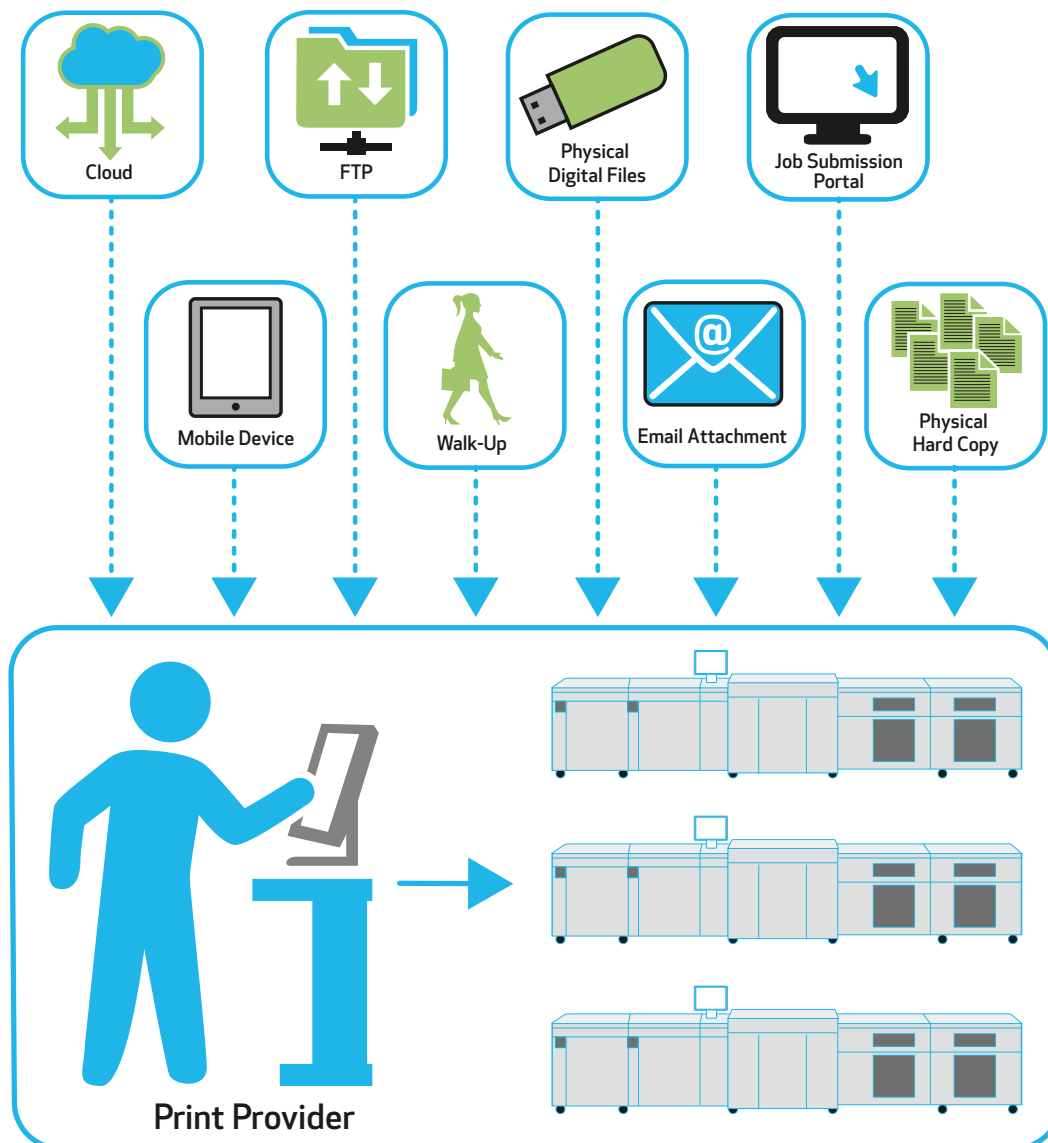 Cloud
FTP
Physical
Digital Files
Job Submission
Portal
Mobile Device
Walk-Up
@
Email Attachment
Physical
Hard Copy
Print Provider